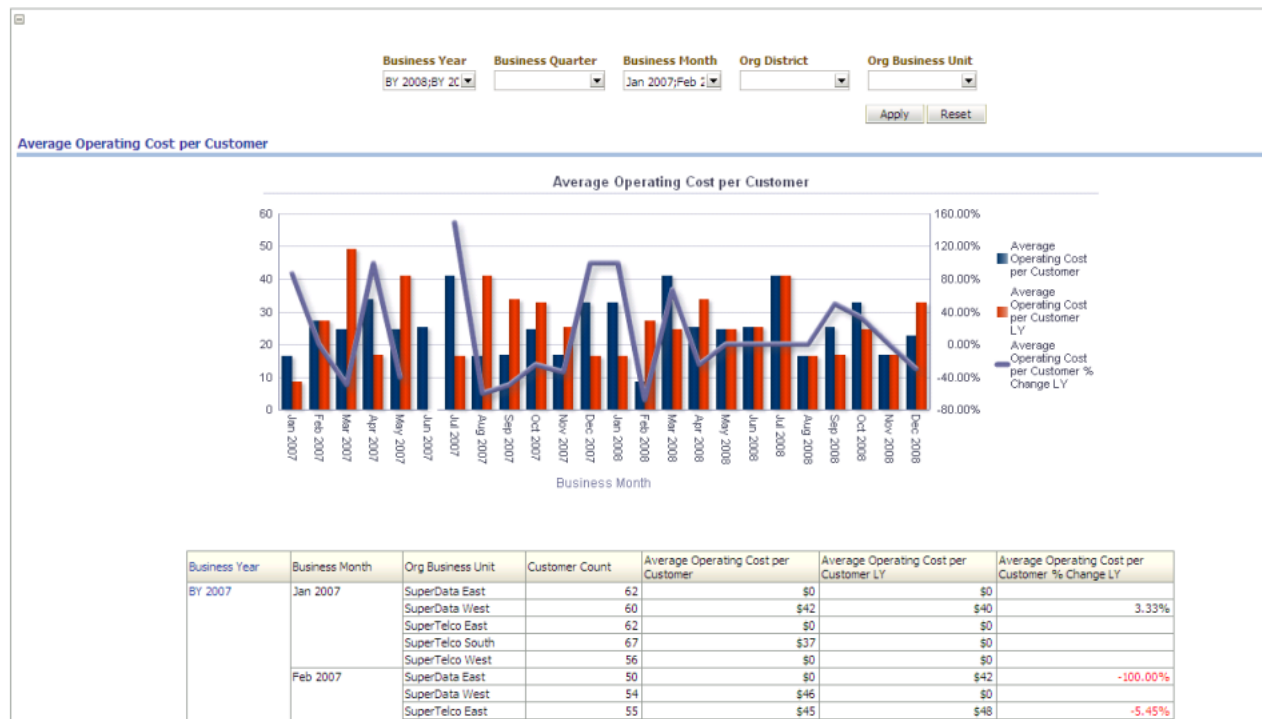 Business Year Business Quarter Business Month Org District Org Business Unit
BY 2008;BY 20 Jan 2007;Feb 2
Apply Reset
Average Operating Cost per Customer
Average Operating Cost per Customer
60 160.00%
50 120.00%
40 80.00%
30 40.00%
20 0.00%
10 -40.00%
0 -80.00%
Average
Operating Cost
per Customer
Average
Operating Cost
per Customer
LY
Average
Operating Cost
per Customer %
Change LY
Jan 2007 Feb 2007 Mar 2007 Apr 2007 May 2007 Jun 2007 Jul 2007 Aug 2007 Sep 2007 Oct 2007 Nov 2007 Dec 2007 Jan 2008 Feb 2008 Mar 2008 Apr 2008 May 2008 Jun 2008 Jul 2008 Aug 2008 Sep 2008 Oct 2008 Nov 2008 Dec 2008
Business Month
Business Year Business Month Org Business Unit Customer Count Average Operating Cost per Customer Average Operating Cost per Customer LY Average Operating Cost per Customer % Change LY
BY 2007 Jan 2007 SuperData East 62 $0 $0
SuperData West 60 $42 $40 3.33%
SuperTelco East 62 $0 $0
SuperTelco South 67 $37 $0
SuperTelco West 56 $0 $0
Feb 2007 SuperData East 50 $0 $42 -100.00%
SuperData West 54 $46 $0
SuperTelco East 55 $45 $48 -5.45%